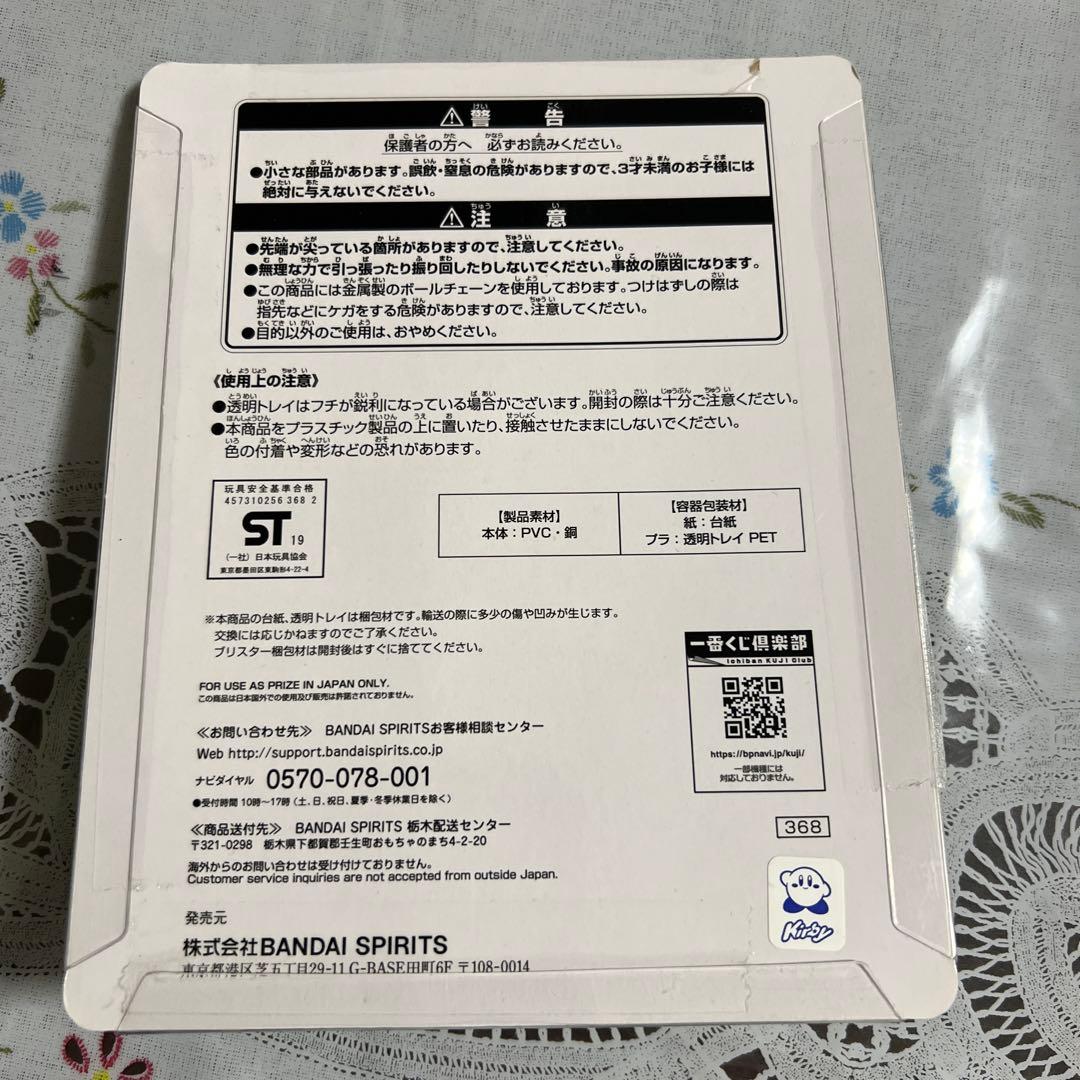 ⚠警告
保護者の方へ 必ずお読みください。
●小さな部品があります。誤飲・窒息の危険がありますので、3才未満のお子様には
絶対に与えないでください。
⚠注意
●先端が尖っている箇所がありますので、注意してください。
●無理な力で引っ張ったり振り回したりしないでください。事故の原因になります。
●この商品には金属製のボールチェーンを使用しております。つけはずしの際は
指先などにケガをする危険がありますので、注意してください。
●目的以外のご使用は、おやめください。
《使用上の注意》
●透明トレイはフチが鋭利になっている場合がございます。開封の際は十分ご注意ください。
●本商品をプラスチック製品の上に置いたり、接触させたままにしないでください。
色の付着や変形などの恐れがあります。
玩具安全基準合格
457310256 368 2
ST 19
(一社)日本玩具協会
東京都墨田区東駒形4-22-4
【製品素材】
本体:PVC・銅
【容器包装材】
紙:台紙
プラ:透明トレイ PET
※本商品の台紙、透明トレイは梱包材です。輸送の際に多少の傷や凹みが生じます。
交換には応じかねますのでご了承ください。
ブリスター梱包材は開封後はすぐに捨ててください。
FOR USE AS PRIZE IN JAPAN ONLY.
この商品は日本国外での使用及び販売は許諾されておりません。
一番くじ倶楽部
Ichiban KUJI Club
https://bpnavi.jp/kuji/
一部機種には
対応しておりません。
≪お問い合わせ先≫ BANDAI SPIRITSお客様相談センター
Web http://support.bandaispirits.co.jp
ナビダイヤル 0570-078-001
●受付時間 10時〜17時(土、日、祝日、夏季・冬季休業日を除く)
≪商品送付先≫ BANDAI SPIRITS 栃木配送センター
〒321-0298 栃木県下都賀郡壬生町おもちゃのまち4-2-20
海外からのお問い合わせは受け付けておりません。
Customer service inquiries are not accepted from outside Japan.
368
Kirby
発売元
株式会社BANDAI SPIRITS
東京都港区芝五丁目29-11 G-BASE田町6F 〒108-0014